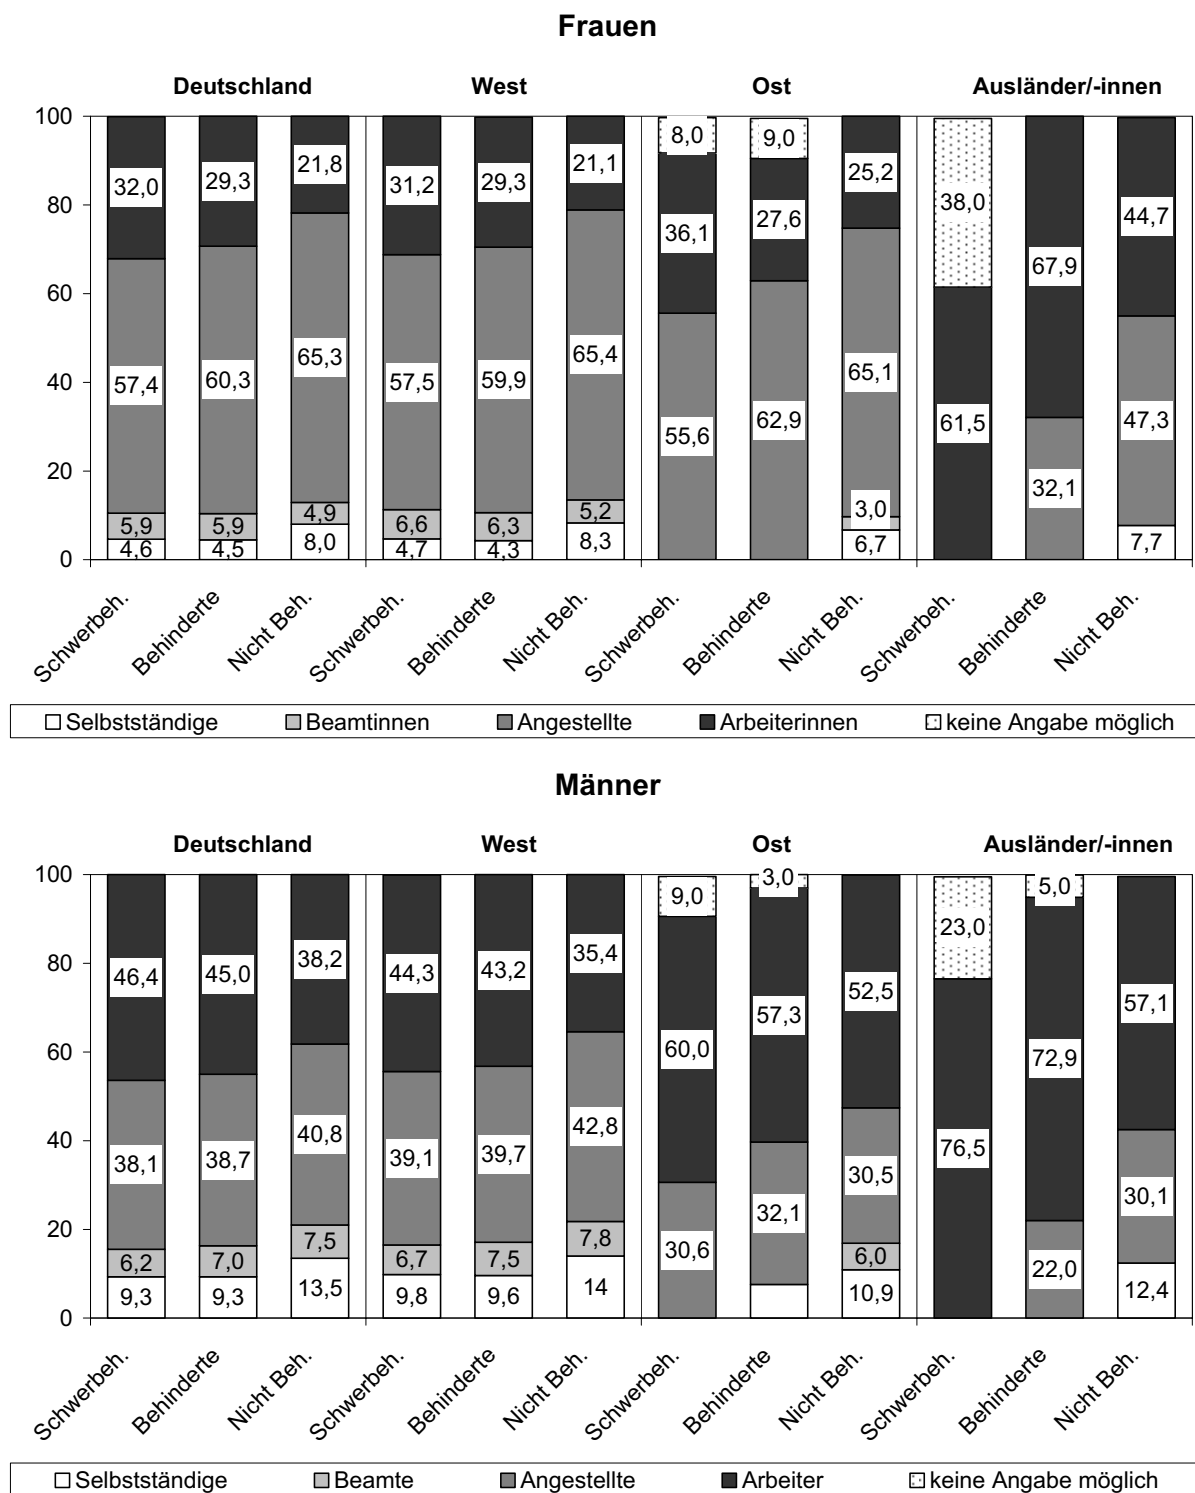 Frauen
Deutschland West Ost Ausländer/-innen
100
80
60
40
20
0
32,0 29,3 21,8 31,2 29,3 21,1 8,0 9,0 25,2 38,0 67,9 44,7
57,4 60,3 65,3 57,5 59,9 65,4 36,1 27,6 65,1 61,5 32,1 47,3
5,9 5,9 4,9 6,6 6,3 5,2 55,6 62,9 3,0 7,7
4,6 4,5 8,0 4,7 4,3 8,3 6,7
Schwerbeh. Behinderte Nicht Beh. Schwerbeh. Behinderte Nicht Beh. Schwerbeh. Behinderte Nicht Beh. Schwerbeh. Behinderte Nicht Beh.
Selbstständige Beamtinnen Angestellte Arbeiterinnen keine Angabe möglich
Männer
Deutschland West Ost Ausländer/-innen
100
80
60
40
20
0
46,4 45,0 38,2 44,3 43,2 35,4 9,0 3,0 52,5 23,0 5,0 57,1
38,1 38,7 40,8 39,1 39,7 42,8 60,0 57,3 30,5 76,5 72,9 30,1
6,2 7,0 7,5 6,7 7,5 7,8 30,6 32,1 6,0 22,0 12,4
9,3 9,3 13,5 9,8 9,6 14 10,9
Schwerbeh. Behinderte Nicht Beh. Schwerbeh. Behinderte Nicht Beh. Schwerbeh. Behinderte Nicht Beh. Schwerbeh. Behinderte Nicht Beh.
Selbstständige Beamte Angestellte Arbeiter keine Angabe möglich